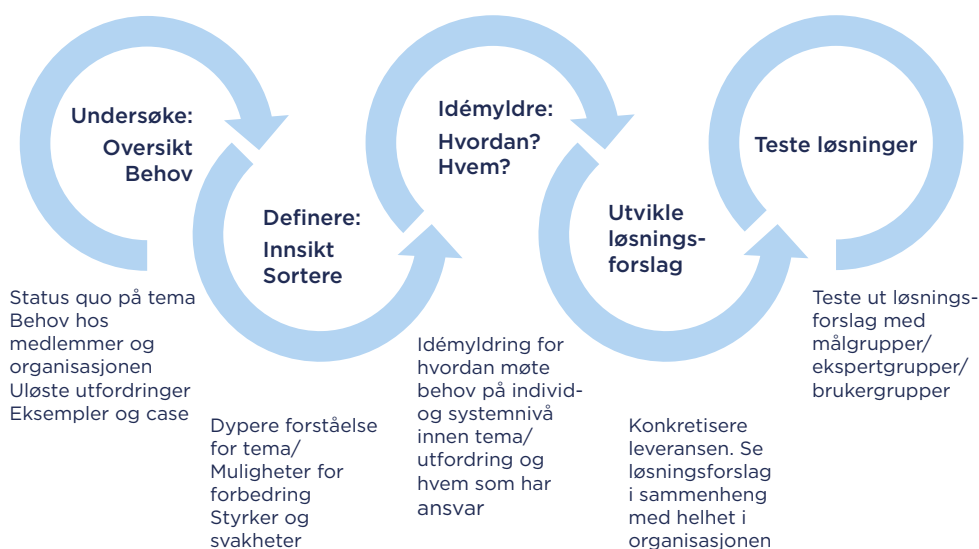 Undersøke:
Oversikt
Behov
Status quo på tema
Behov hos
medlemmer og
organisasjonen
Uløste utfordringer
Eksempler og case
Definere:
Innsikt
Sortere
Dypere forståelse
for tema/
Muligheter for
forbedring
Styrker og
svakheter
Idémyldre:
Hvordan?
Hvem?
Idémyldring for
hvordan møte
behov på individ-
og systemnivå
innen tema/
utfordring og
hvem som har
ansvar
Utvikle
løsnings-
forslag
Konkretisere
leveransen. Se
løsningsforslag
i sammenheng
med helhet i
organisasjonen
Teste løsninger
Teste ut løsnings-
forslag med
målgrupper/
ekspertgrupper/
brukergrupper